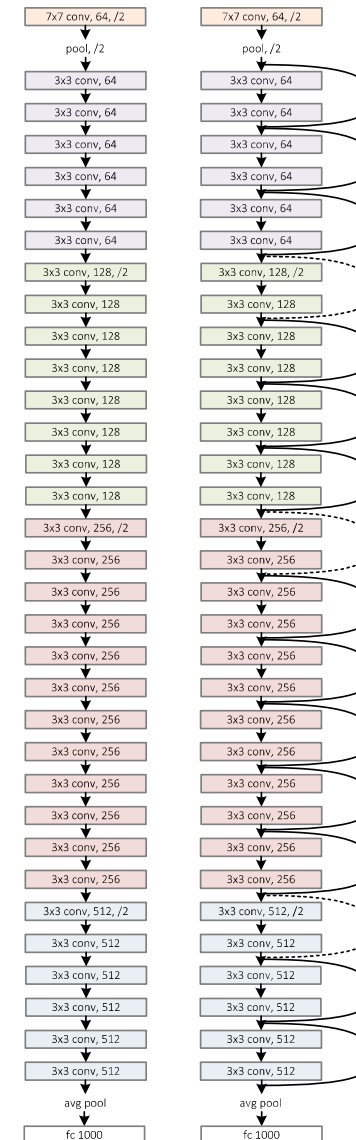 7x7 conv, 64, /2
pool, /2
3x3 conv, 64
3x3 conv, 64
3x3 conv, 64
3x3 conv, 64
3x3 conv, 64
3x3 conv, 64
3x3 conv, 128, /2
3x3 conv, 128
3x3 conv, 128
3x3 conv, 128
3x3 conv, 128
3x3 conv, 128
3x3 conv, 128
3x3 conv, 128
3x3 conv, 256, /2
3x3 conv, 256
3x3 conv, 256
3x3 conv, 256
3x3 conv, 256
3x3 conv, 256
3x3 conv, 256
3x3 conv, 256
3x3 conv, 256
3x3 conv, 256
3x3 conv, 256
3x3 conv, 256
3x3 conv, 512, /2
3x3 conv, 512
3x3 conv, 512
3x3 conv, 512
3x3 conv, 512
3x3 conv, 512
avg pool
fc 1000
7x7 conv, 64, /2
pool, /2
3x3 conv, 64
3x3 conv, 64
3x3 conv, 64
3x3 conv, 64
3x3 conv, 64
3x3 conv, 64
3x3 conv, 128, /2
3x3 conv, 128
3x3 conv, 128
3x3 conv, 128
3x3 conv, 128
3x3 conv, 128
3x3 conv, 128
3x3 conv, 128
3x3 conv, 256, /2
3x3 conv, 256
3x3 conv, 256
3x3 conv, 256
3x3 conv, 256
3x3 conv, 256
3x3 conv, 256
3x3 conv, 256
3x3 conv, 256
3x3 conv, 256
3x3 conv, 256
3x3 conv, 256
3x3 conv, 512, /2
3x3 conv, 512
3x3 conv, 512
3x3 conv, 512
3x3 conv, 512
3x3 conv, 512
avg pool
fc 1000